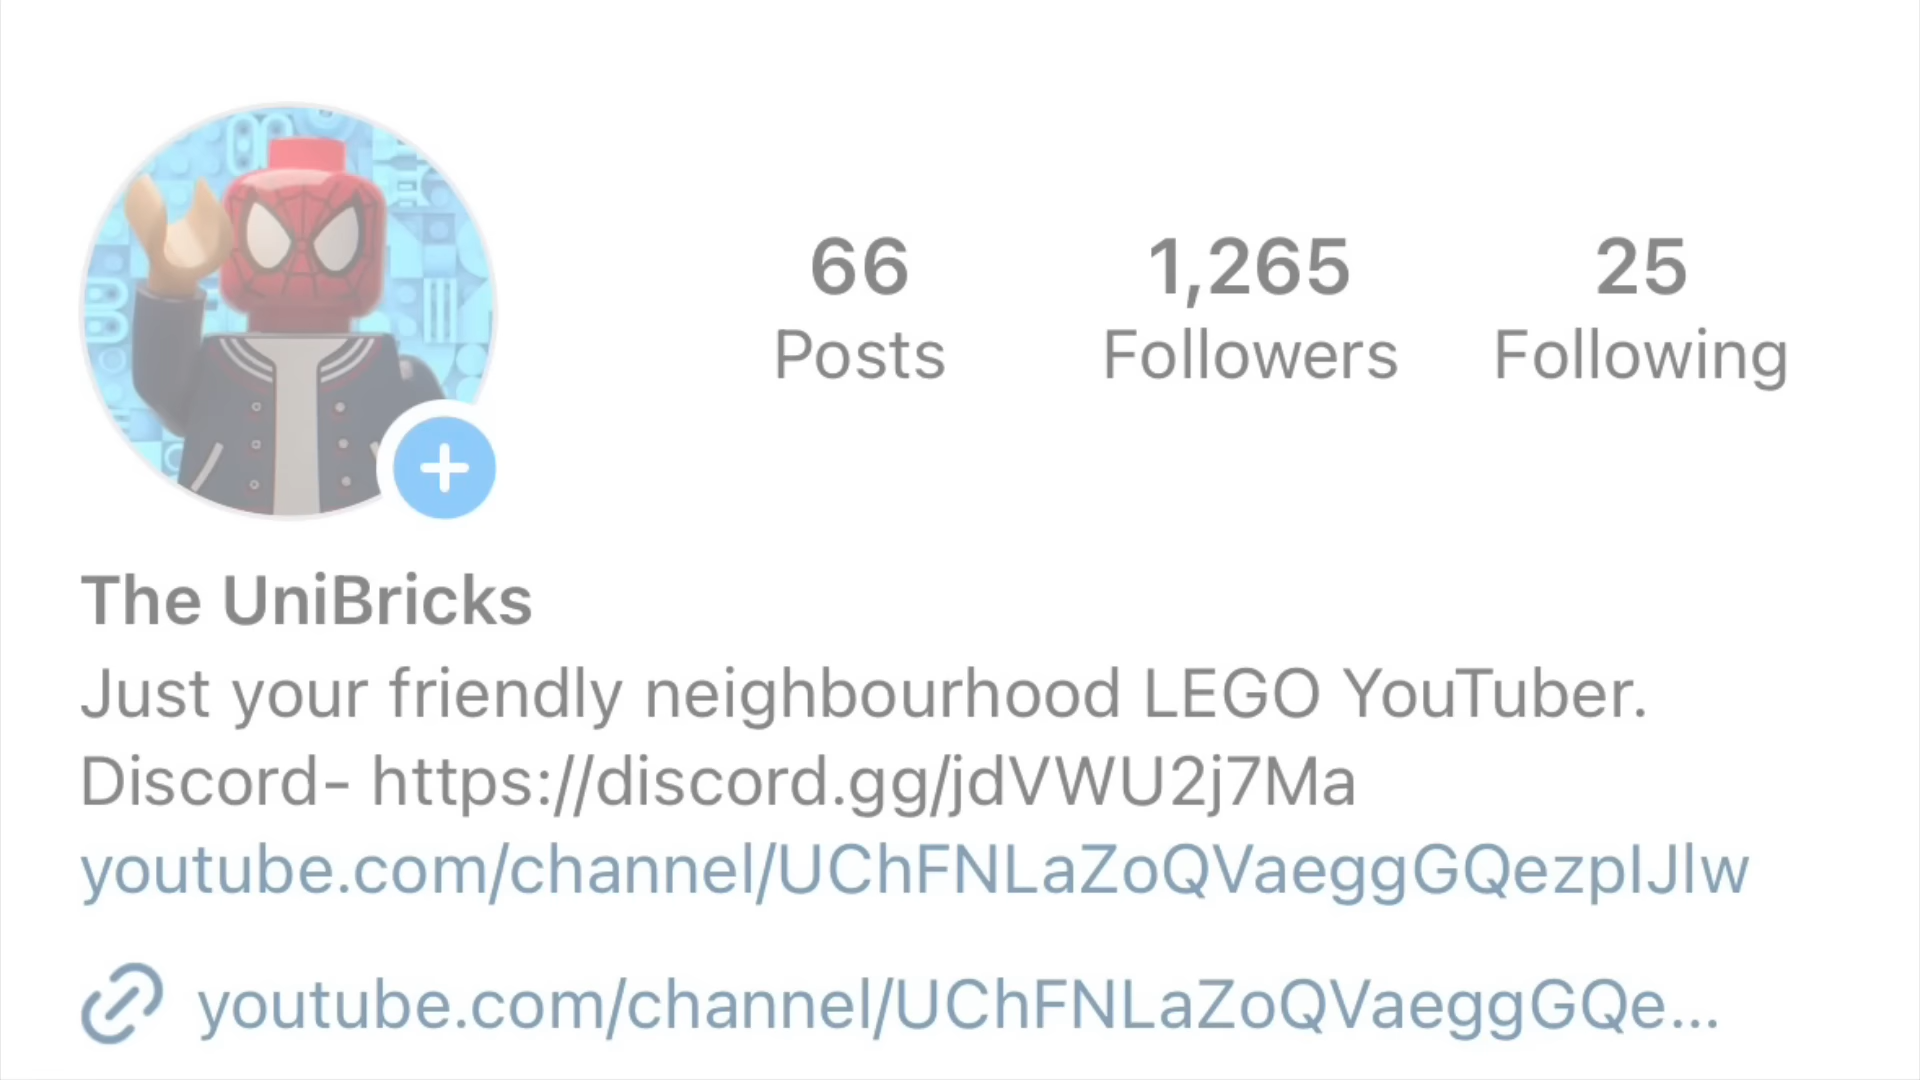 66 1,265 25
Posts Followers Following
The UniBricks
Just your friendly neighbourhood LEGO YouTuber.
Discord- https://discord.gg/jdVWU2j7Ma
youtube.com/channel/UChFNLaZoQVaeggGQezpIJlw
youtube.com/channel/UChFNLaZoQVaeggGQe...